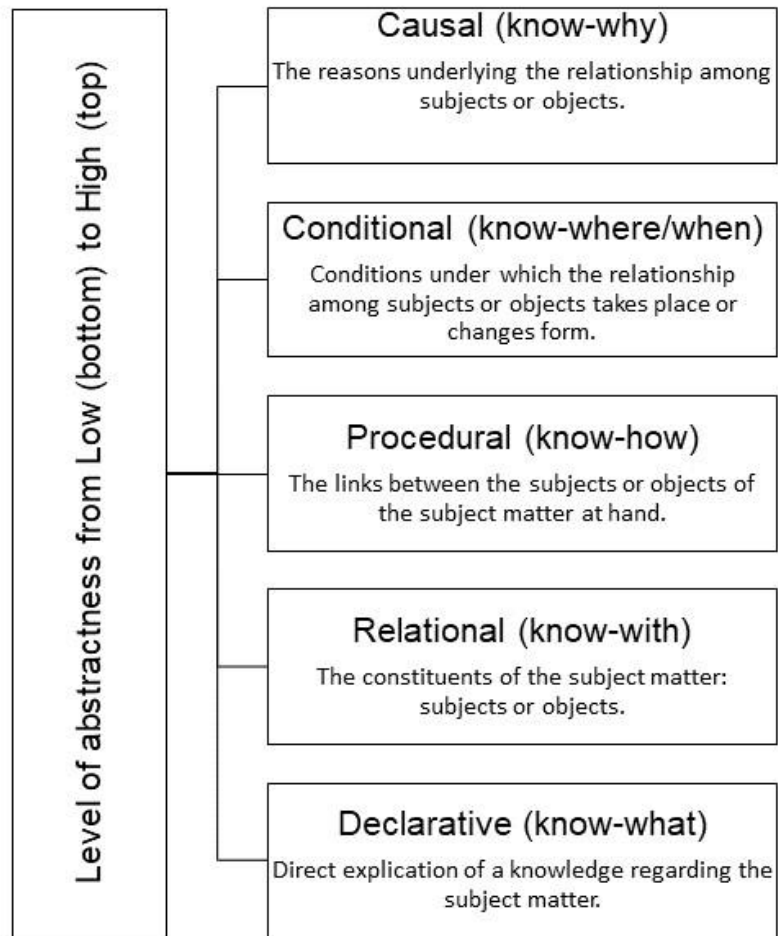 Level of abstractness from Low (bottom) to High (top)
Causal (know-why)
The reasons underlying the relationship among
subjects or objects.
Conditional (know-where/when)
Conditions under which the relationship
among subjects or objects takes place or
changes form.
Procedural (know-how)
The links between the subjects or objects of
the subject matter at hand.
Relational (know-with)
The constituents of the subject matter:
subjects or objects.
Declarative (know-what)
Direct explication of a knowledge regarding the
subject matter.